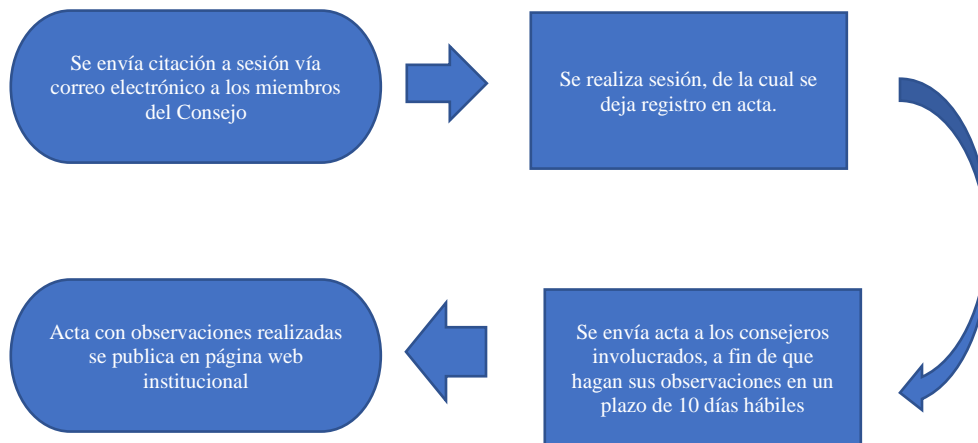 Se envía citación a sesión vía
correo electrónico a los miembros
del Consejo
Se realiza sesión, de la cual se
deja registro en acta.
Se envía acta a los consejeros
involucrados, a fin de que
hagan sus observaciones en un
plazo de 10 días hábiles
Acta con observaciones realizadas
se publica en página web
institucional